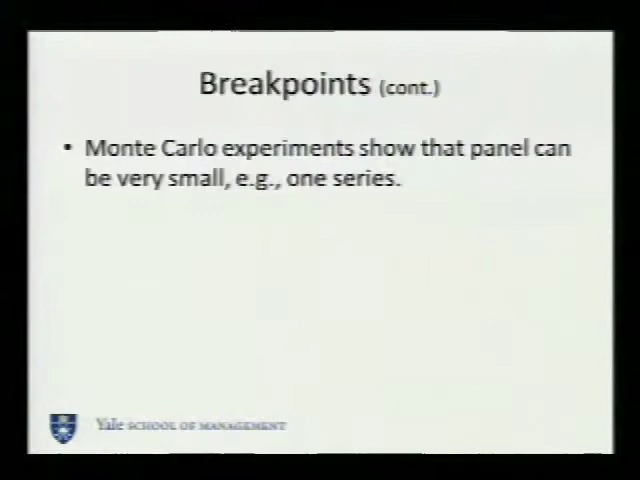 Breakpoints (cont.)
• Monte Carlo experiments show that panel can
be very small, e.g., one series.
Yale SCHOOL OF MANAGEMENT